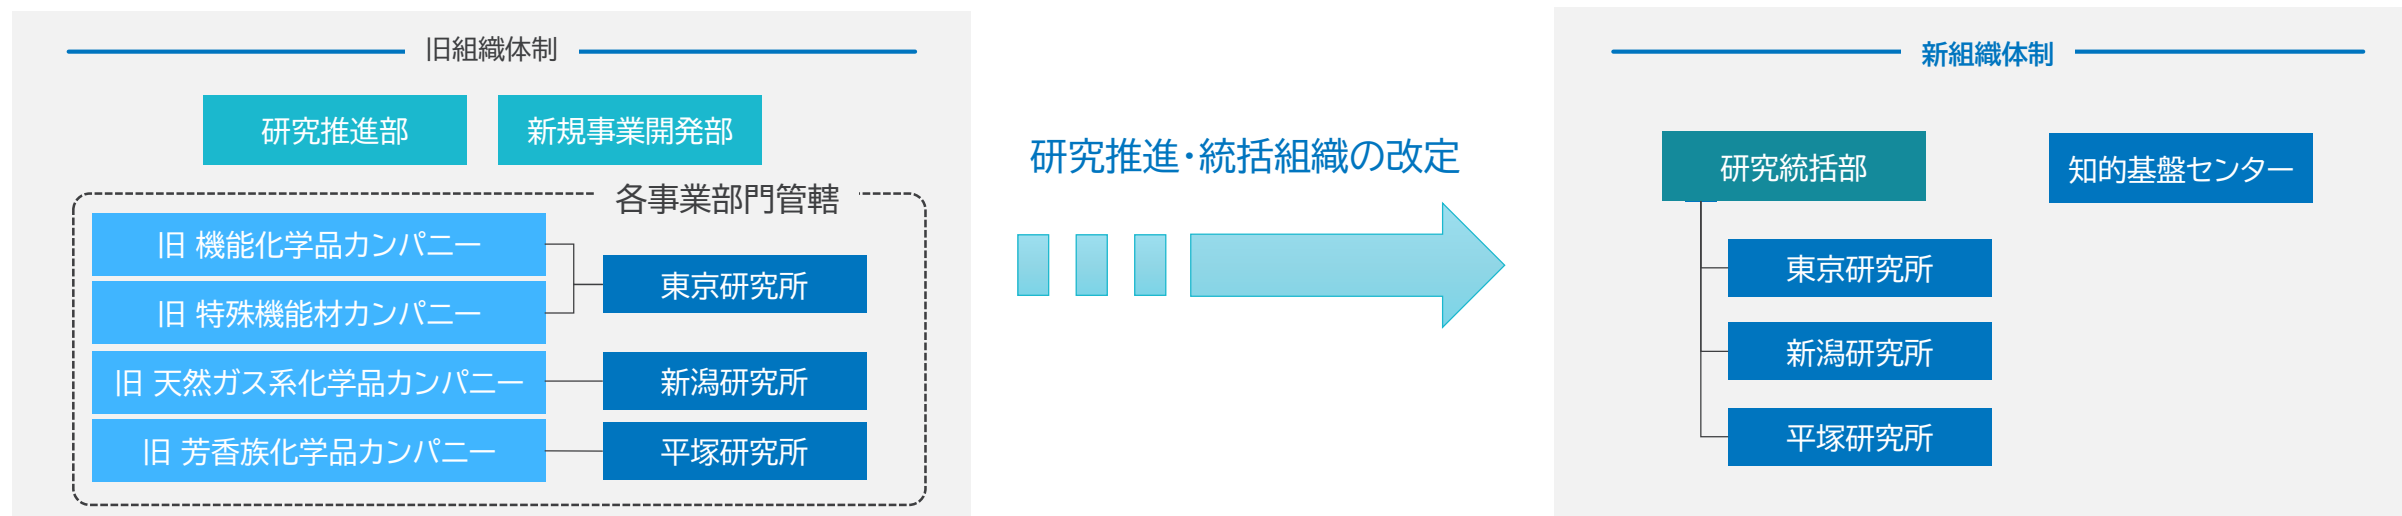 旧組織体制
研究推進部
新規事業開発部
各事業部門管轄
旧 機能化学品カンパニー
旧 特殊機能材カンパニー
東京研究所
旧 天然ガス系化学品カンパニー
新潟研究所
旧 芳香族化学品カンパニー
平塚研究所
研究推進・統括組織の改定
新組織体制
研究統括部
知的基盤センター
東京研究所
新潟研究所
平塚研究所